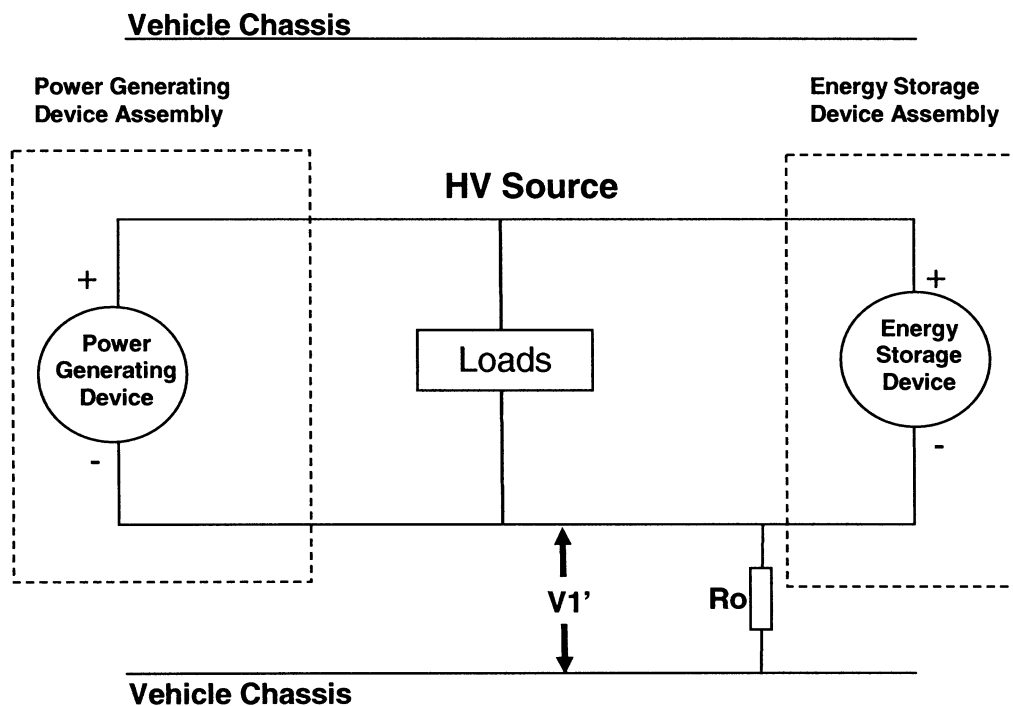 Vehicle Chassis
Power Generating
Device Assembly
Energy Storage
Device Assembly
HV Source
+
Power
Generating
Device
-
Loads
+
Energy
Storage
Device
-
V1’
Ro
Vehicle Chassis